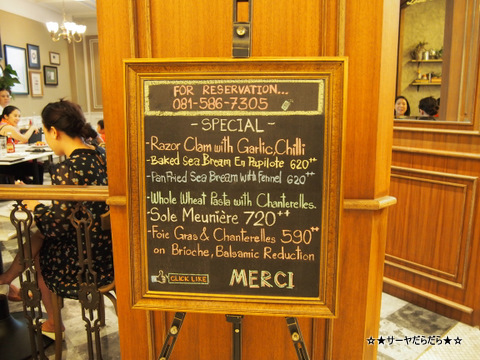 FOR RESERVATION...
081-586-7305
- SPECIAL -
- Razor Clam with Garlic, Chilli
- Baked Sea Bream En Papilote 620++
- Pan Fried Sea Bream with Fennel 620++
- Whole Wheat Pasta with Chanterelles.
- Sole Meunière 720++
- Foie Gras & Chanterelles 590++
on Brioche, Balsamic Reduction
CLICK LIKE
MERCI
☆★★サーヤだらだら★☆